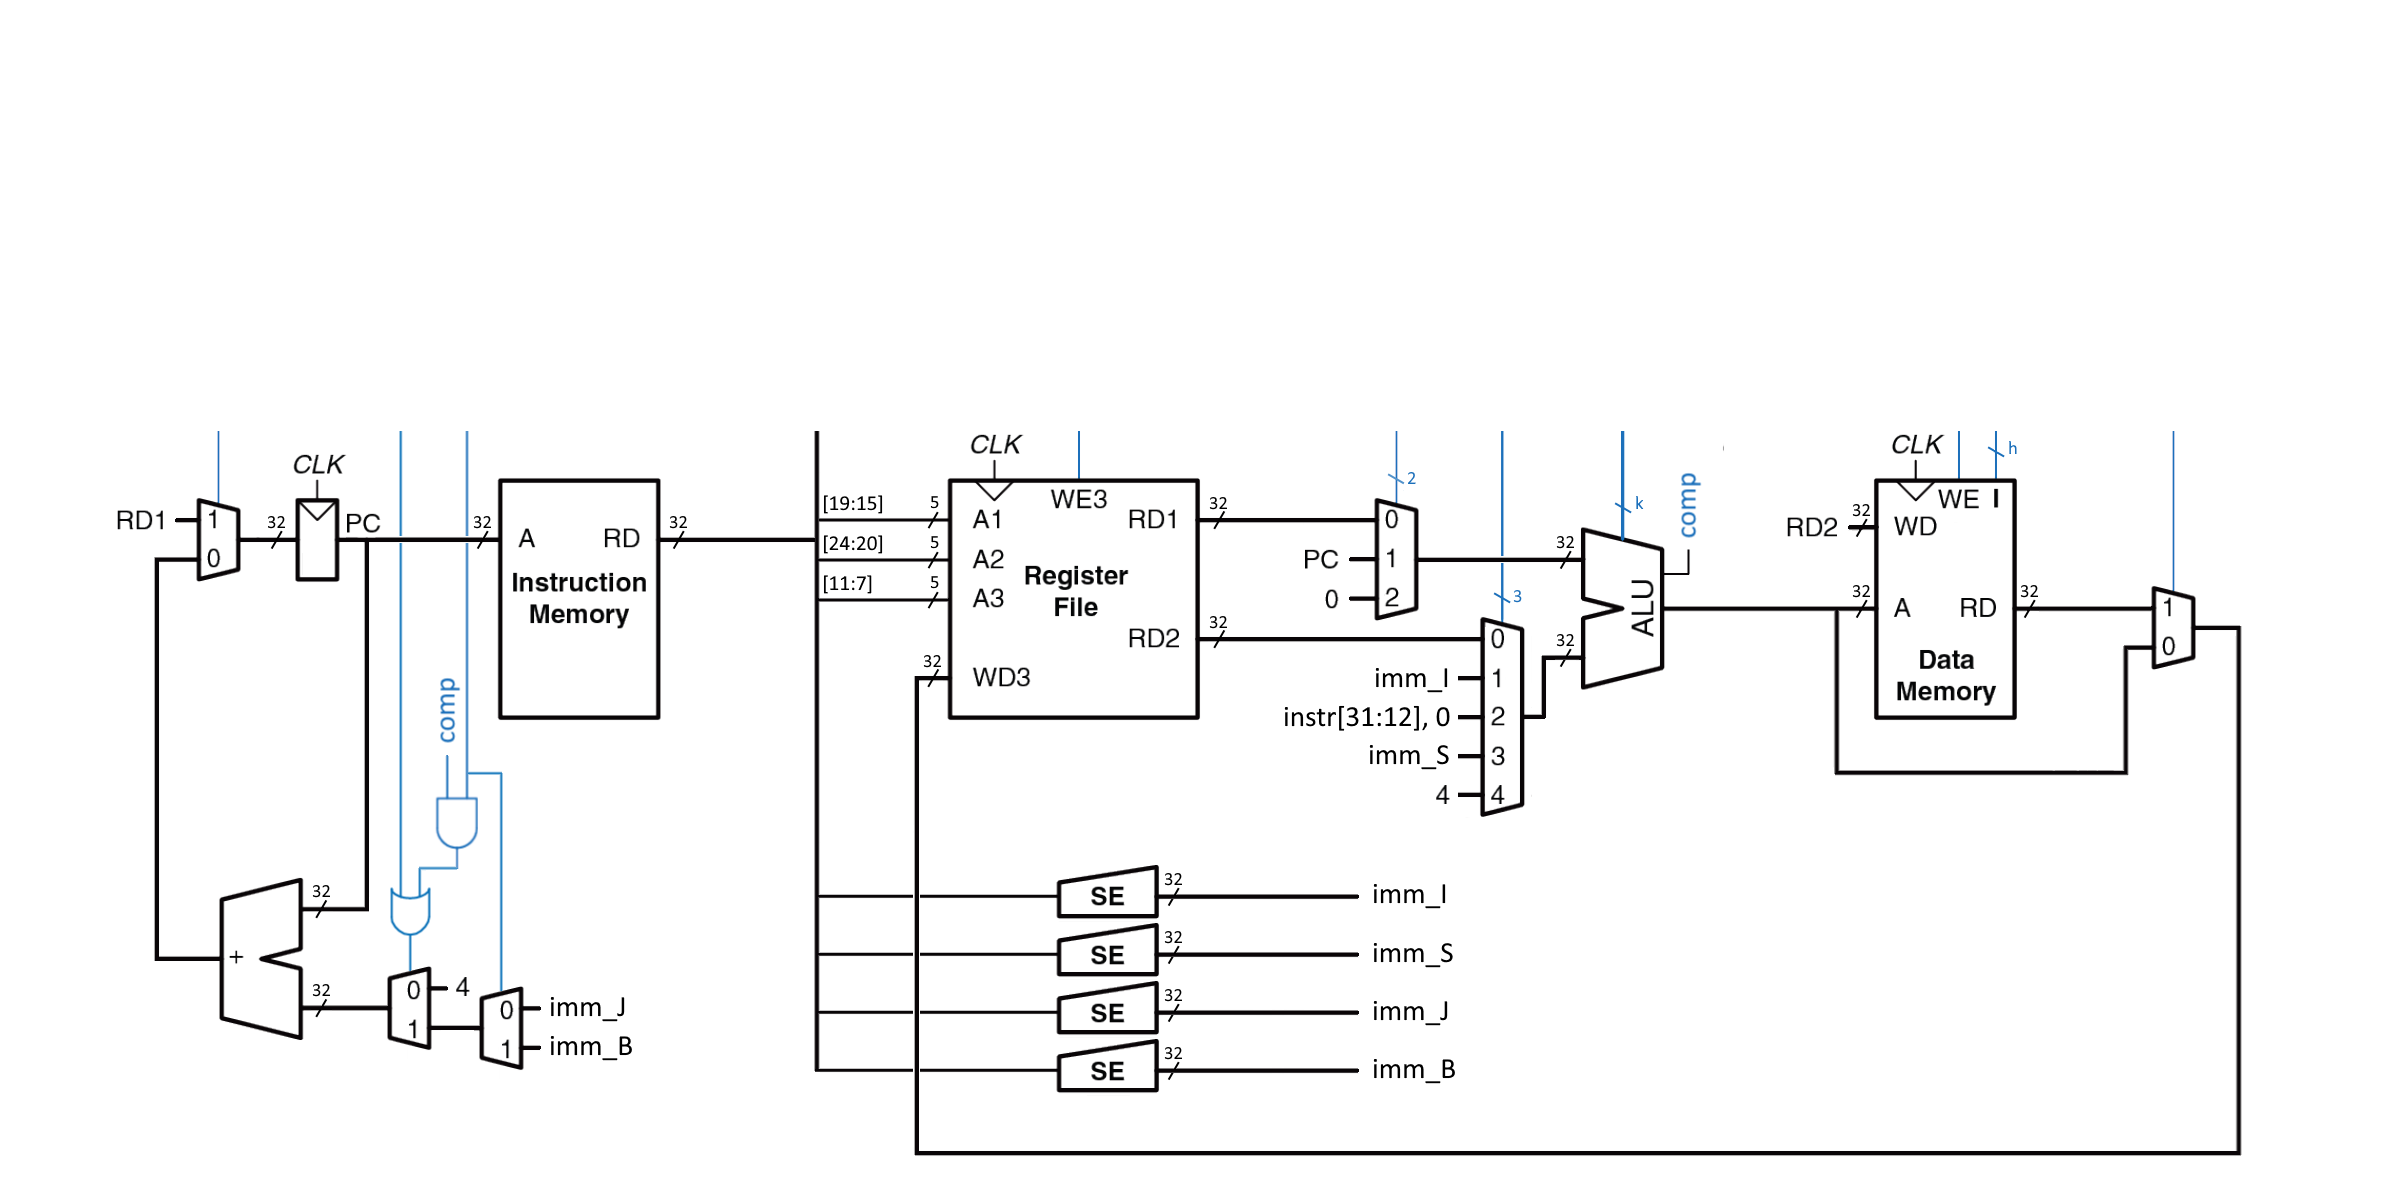 CLK
CLK
CLK
RD1
1
0
32
PC
32
A
RD
32
Instruction
Memory
[19:15]
5
[24:20]
5
[11:7]
5
32
A1
A2
A3
WD3
WE3
Register
File
RD1
RD2
32
32
2
PC
0
0
1
2
3
imm_I
instr[31:12], 0
imm_S
4
0
1
2
3
4
32
32
k
ALU
comp
RD2
32
32
WE I
h
WD
A
RD
Data
Memory
32
1
0
comp
32
+
32
0
1
4
0
1
imm_J
imm_B
SE
32
imm_I
SE
32
imm_S
SE
32
imm_J
SE
32
imm_B